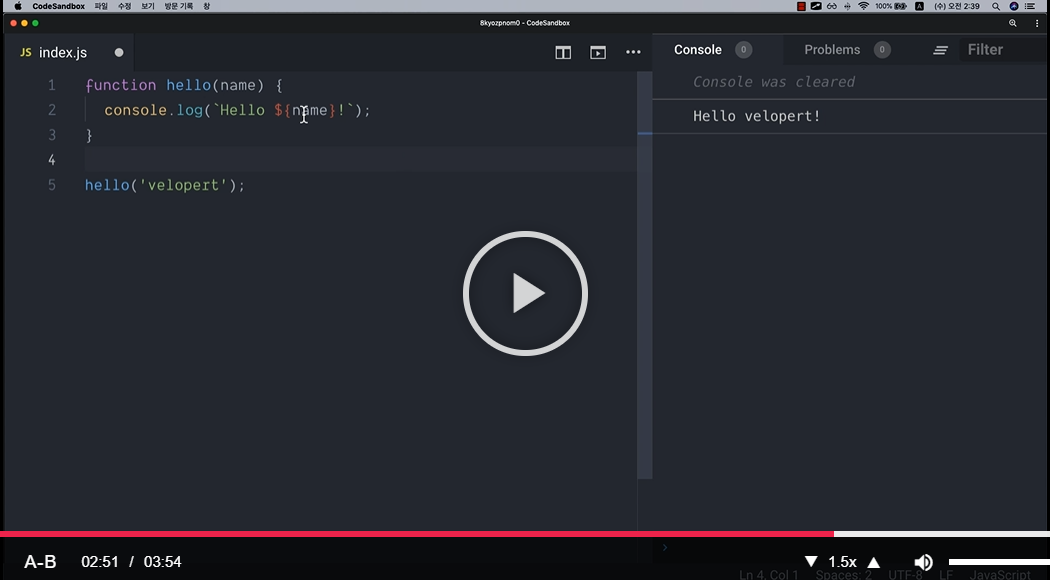 CodeSandbox 파일 수정 보기 방문 기록 창 100% (수) 오전 2:39
8kyozpnom0 - CodeSandbox
JS index.js
Console 0 Problems 0 Filter
1 function hello(name) {
2 console.log(`Hello ${name}!`);
3 }
4
5 hello('velopert');
Console was cleared
Hello velopert!
A-B 02:51 / 03:54 1.5x
Ln 4, Col 1 Spaces: 2 UTF-8 LF JavaScript